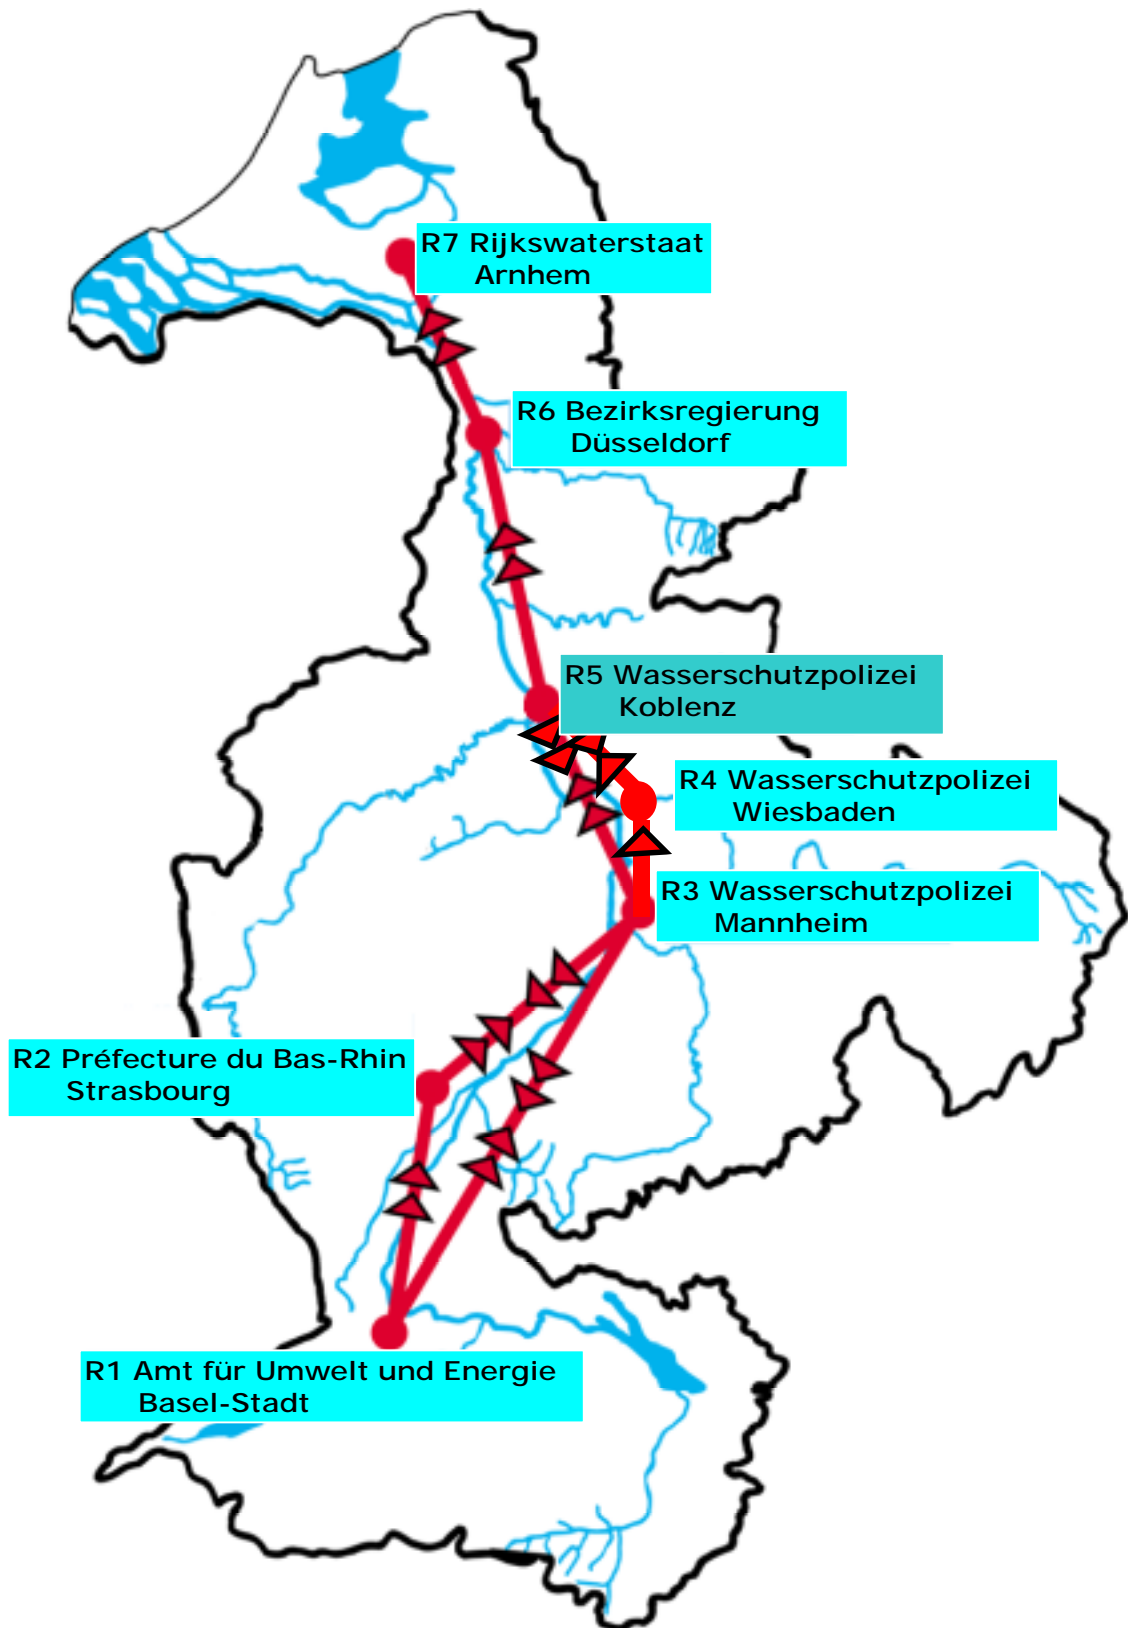 R7 Rijkswaterstaat
Arnhem
R6 Bezirksregierung
Düsseldorf
R5 Wasserschutzpolizei
Koblenz
R4 Wasserschutzpolizei
Wiesbaden
R3 Wasserschutzpolizei
Mannheim
R2 Préfecture du Bas-Rhin
Strasbourg
R1 Amt für Umwelt und Energie
Basel-Stadt